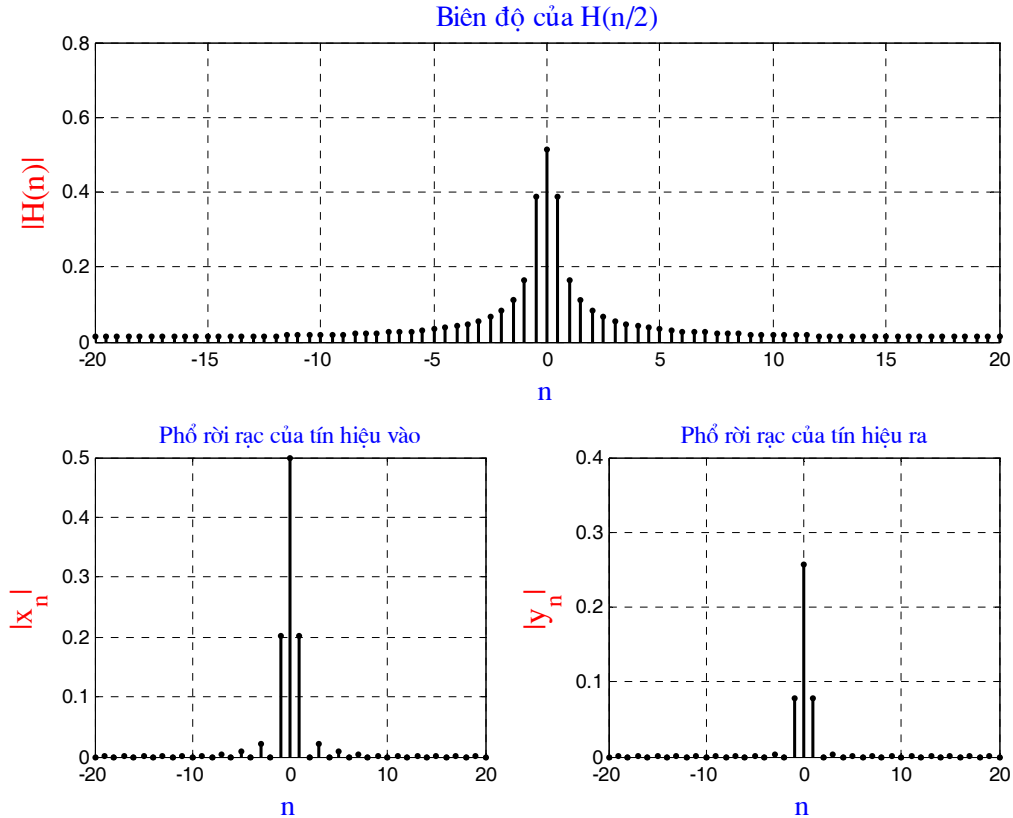 Biên độ của H(n/2)
0.8
0.6
0.4
0.2
0
|H(n)|
-20 -15 -10 -5 0 5 10 15 20
n
Phổ rời rạc của tín hiệu vào
0.5
0.4
0.3
0.2
0.1
0
|x_n|
-20 -10 0 10 20
n
Phổ rời rạc của tín hiệu ra
0.4
0.3
0.2
0.1
0
|y_n|
-20 -10 0 10 20
n